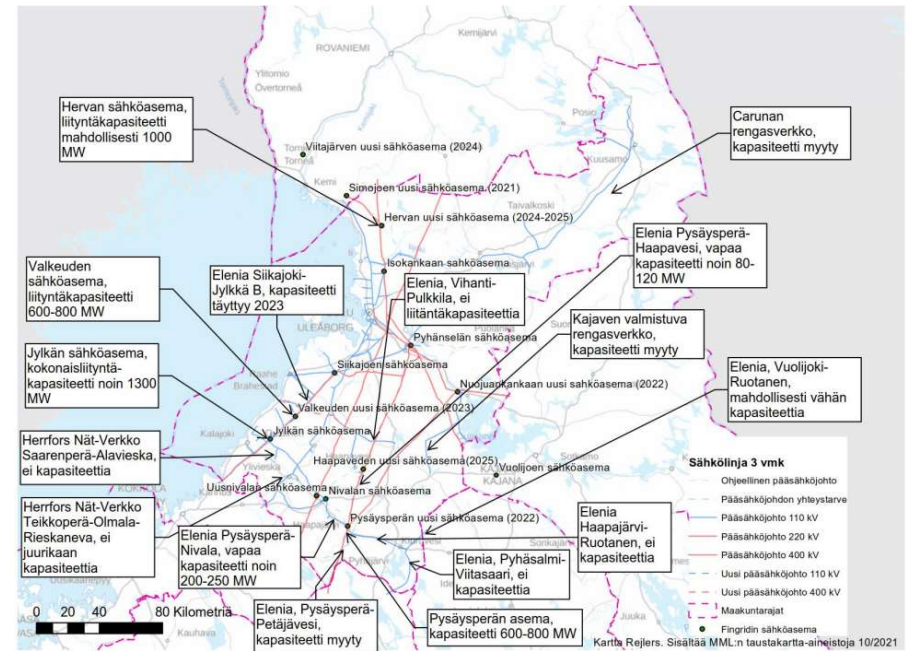 ROVANIEMI
Kemijärvi
Ylitornio
Övertorneå
Hervan sähköasema,
liityntäkapasiteetti
mahdollisesti 1000
MW
Posio
Carunan
rengasverkko,
kapasiteetti myyty
Viitajärven uusi sähköasema (2024)
Tornio
Torneå
Kuusamo
Kemi
Simojoen uusi sähköasema (2021)
Taivalkoski
Hervan uusi sähköasema (2024-2025)
Elenia Pysäysperä-
Haapavesi, vapaa
kapasiteetti noin 80-
120 MW
Valkeuden
sähköasema,
liityntäkapasiteetti
600-800 MW
Elenia Siikajoki-
Jylkkä B, kapasiteetti
täyttyy 2023
Isokankaan sähköasema
Elenia, Vihanti-
Pulkkila, ei
liitäntäkapasiteettia
ULEÅBORG
Puolanka
Kajaven valmistuva
rengasverkko,
kapasiteetti myyty
Pyhänselän sähköasema
Jylkän sähköasema,
kokonaisliityntä-
kapasiteetti noin
1300
MW
Siikajoen sähköasema
Raahe
Brahestad
Nuojuankankaan uusi sähköasema (2022)
Elenia, Vuolijoki-
Ruotanen,
mahdollisesti vähän
kapasiteettia
Valkeuden uusi sähköasema (2023)
Kalajoki
Jylkän sähköasema
Herrfors Nät-Verkko
Saarenperä-Alavieska,
ei kapasiteettia
Ylivieska
Haapaveden uusi sähköasema(2025)
Sotkamo
KAJANA
Vuolijoen sähköasema
Uusnivalan sähköasema
Nivalan sähköasema
Herrfors Nät-Verkko
Teikkoperä-Olmala-
Rieskaneva, ei
juurikaan
kapasiteettia
Elenia Pysäysperä-
Nivala, vapaa
kapasiteetti noin
200-250 MW
Haapajärvi
Pysäysperän uusi sähköasema (2022)
Elenia
Haapajärvi-
Ruotanen, ei
kapasiteettia
Pyhäjärvi
Sonkajärvi
Elenia, Pyhäsalmi-
Viitasaari, ei
kapasiteettia
Elenia, Pysäysperä-
Petäjävesi,
kapasiteetti myyty
Pysäysperän asema,
kapasiteetti 600-800 MW
Juuka
Kauhava
0 20 40 80 Kilometriä
Sähkölinja 3 vmk
Ohjeellinen pääsähköjohto
Pääsähköjohdon yhteystarve
Pääsähköjohto 110 kV
Pääsähköjohto 220 kV
Pääsähköjohto 400 kV
Uusi pääsähköjohto 110 kV
Uusi pääsähköjohto 400 kV
Maakuntarajat
Fingridin sähköasema
Kartta Rejlers. Sisältää MML:n taustakartta-aineistoja 10/2021